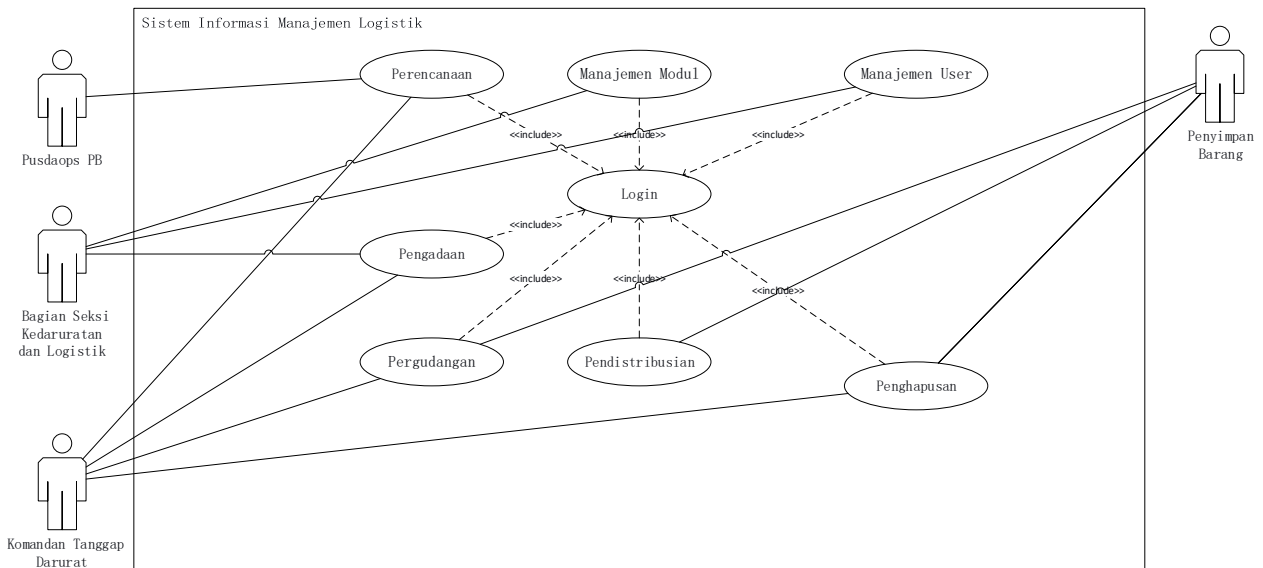 Sistem Informasi Manajemen Logistik
Perencanaan
Manajemen Modul
Manajemen User
<<include>>
<<include>>
<<include>>
Pusdaops PB
Penyimpan
Barang
Login
<<include>>
Pengadaan
<<include>>
<<include>>
<<include>>
Bagian Seksi
Kedaruratan
dan Logistik
Pergudangan
Pendistribusian
Penghapusan
Komandan Tanggap
Darurat